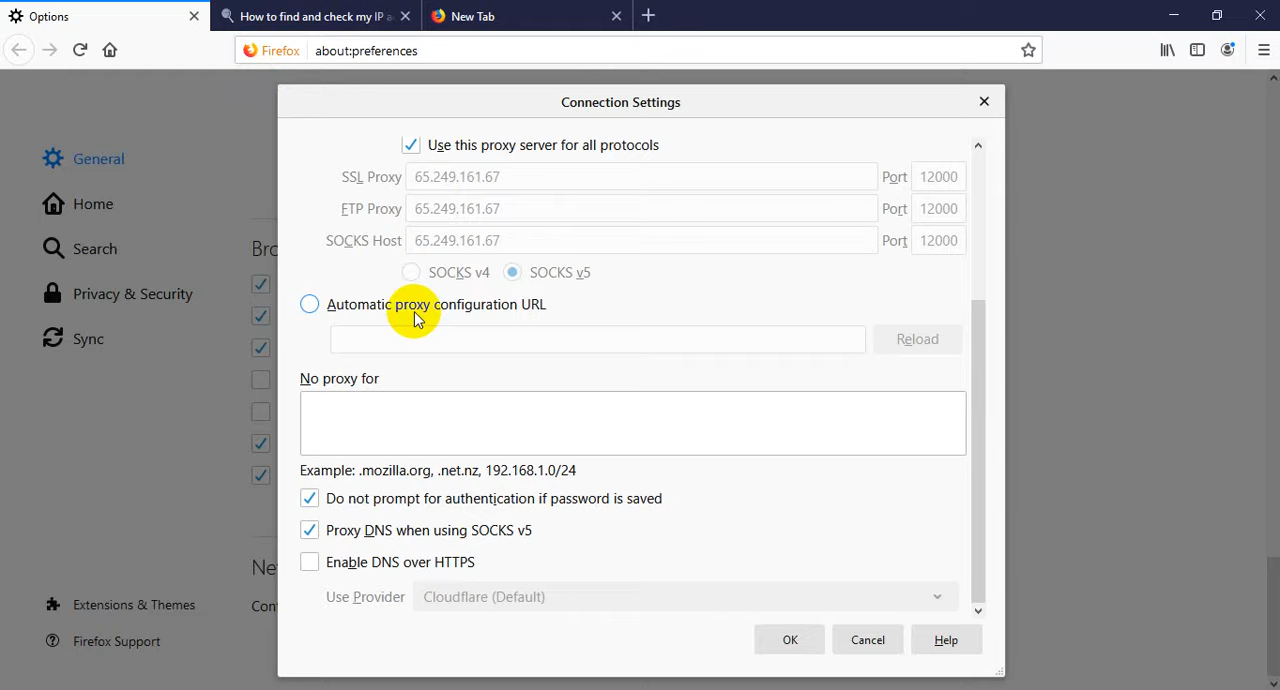 Options
How to find and check my IP a
New Tab
Firefox about:preferences
Connection Settings
Use this proxy server for all protocols
SSL Proxy 65.249.161.67 Port 12000
FTP Proxy 65.249.161.67 Port 12000
SOCKS Host 65.249.161.67 Port 12000
SOCKS v4 SOCKS v5
Automatic proxy configuration URL
Reload
No proxy for
Example: .mozilla.org, .net.nz, 192.168.1.0/24
Do not prompt for authentication if password is saved
Proxy DNS when using SOCKS v5
Enable DNS over HTTPS
Use Provider Cloudflare (Default)
OK Cancel Help
General
Home
Search
Privacy & Security
Sync
Extensions & Themes
Firefox Support
Bro
Ne
Con